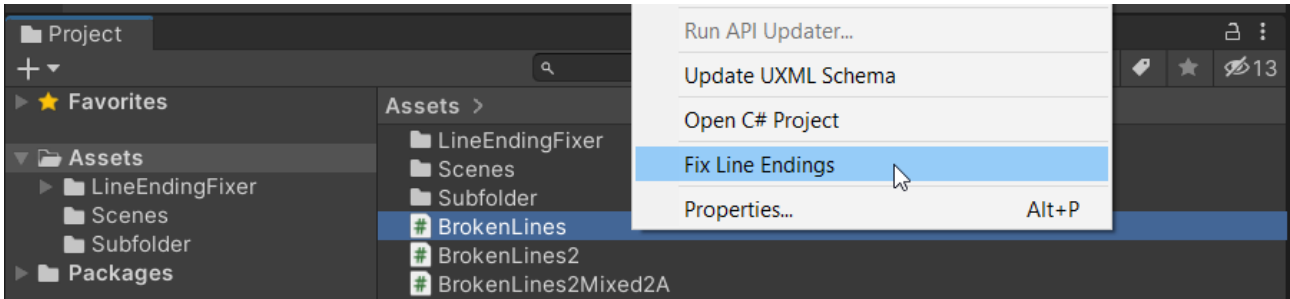 Project
13
Favorites
Assets
LineEndingFixer
Scenes
Subfolder
Packages
Assets >
LineEndingFixer
Scenes
Subfolder
# BrokenLines
# BrokenLines2
# BrokenLines2Mixed2A
Run API Updater...
Update UXML Schema
Open C# Project
Fix Line Endings
Properties... Alt+P